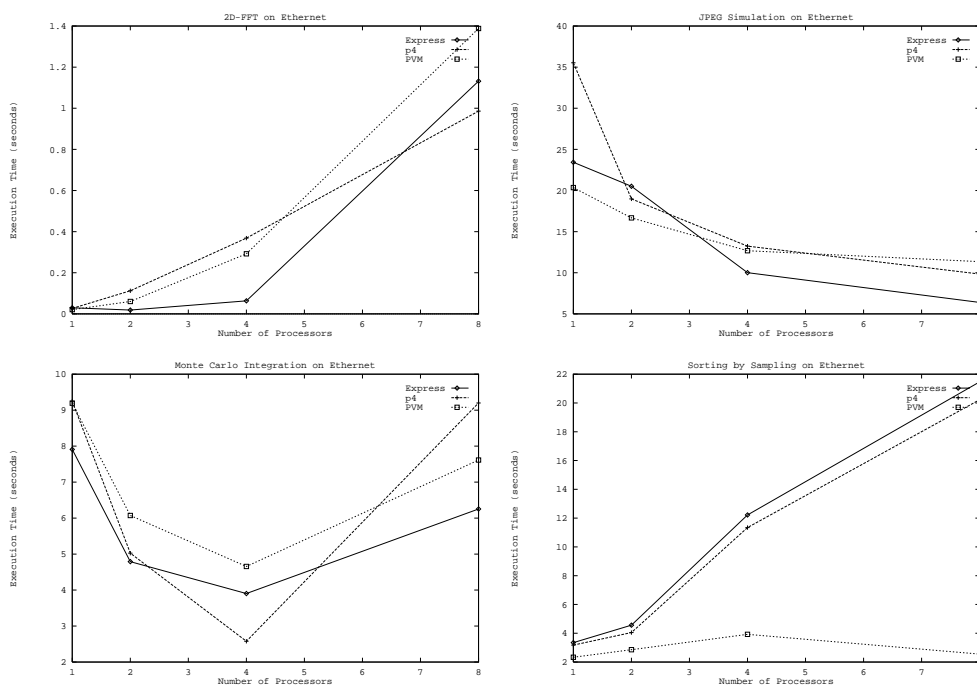 2D-FFT on Ethernet
1.4
1.2
1
0.8
0.6
0.4
0.2
0
Execution Time (seconds)
Express
p4
PVM
1 2 3 4 5 6 7 8
Number of Processors
JPEG Simulation on Ethernet
40
35
30
25
20
15
10
5
Execution Time (seconds)
Express
p4
PVM
1 2 3 4 5 6 7
Number of Processors
Monte Carlo Integration on Ethernet
10
9
8
7
6
5
4
3
2
Execution Time (seconds)
Express
p4
PVM
1 2 3 4 5 6 7 8
Number of Processors
Sorting by Sampling on Ethernet
22
20
18
16
14
12
10
8
6
4
2
Execution Time (seconds)
Express
p4
PVM
1 2 3 4 5 6 7
Number of Processors